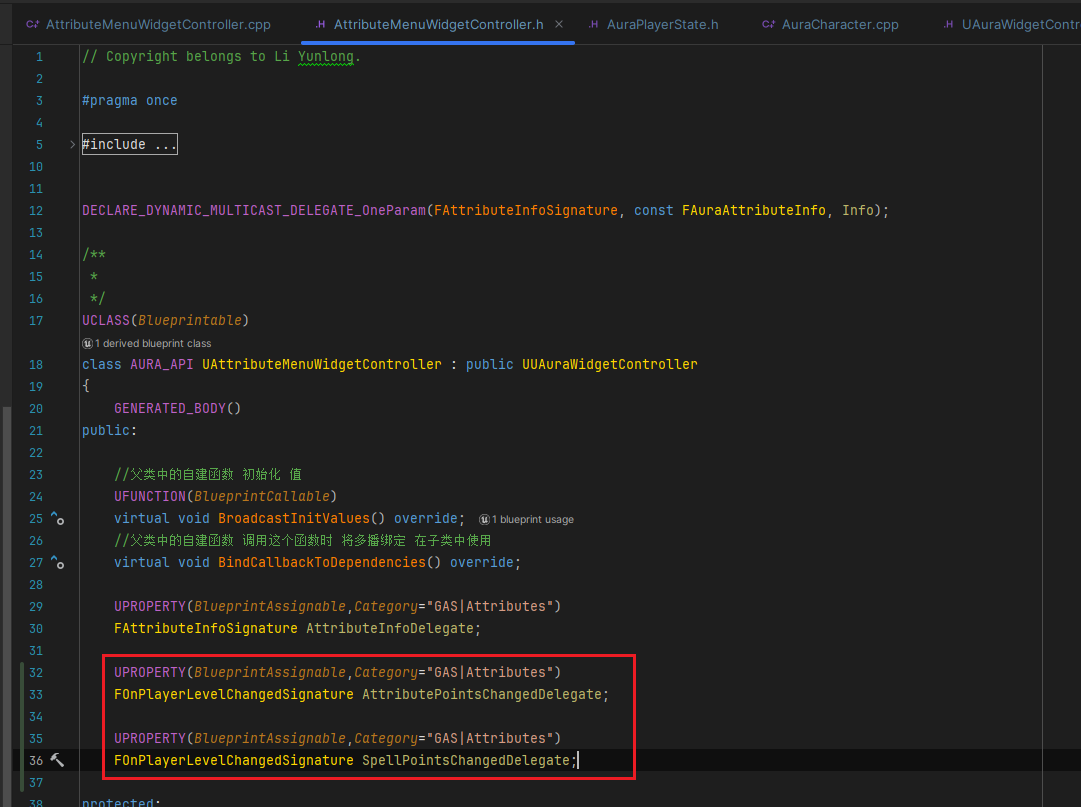 AttributeMenuWidgetController.cpp .H AttributeMenuWidgetController.h × .H AuraPlayerState.h AuraCharacter.cpp .H UAuraWidgetContr
1 // Copyright belongs to Li Yunlong.
2
3 #pragma once
4
5 #include ...
10
11
12 DECLARE_DYNAMIC_MULTICAST_DELEGATE_OneParam(FAttributeInfoSignature, const FAuraAttributeInfo, Info);
13
14 /**
15 *
16 */
17 UCLASS(Blueprintable)
1 derived blueprint class
18 class AURA_API UAttributeMenuWidgetController : public UUAuraWidgetController
19 {
20 GENERATED_BODY()
21 public:
22
23 //父类中的自建函数 初始化 值
24 UFUNCTION(BlueprintCallable)
25 virtual void BroadcastInitValues() override; 1 blueprint usage
26 //父类中的自建函数 调用这个函数时 将多播绑定 在子类中使用
27 virtual void BindCallbackToDependencies() override;
28
29 UPROPERTY(BlueprintAssignable,Category="GAS|Attributes")
30 FAttributeInfoSignature AttributeInfoDelegate;
31
32 UPROPERTY(BlueprintAssignable,Category="GAS|Attributes")
33 FOnPlayerLevelChangedSignature AttributePointsChangedDelegate;
34
35 UPROPERTY(BlueprintAssignable,Category="GAS|Attributes")
36 FOnPlayerLevelChangedSignature SpellPointsChangedDelegate;
37
38 protected: